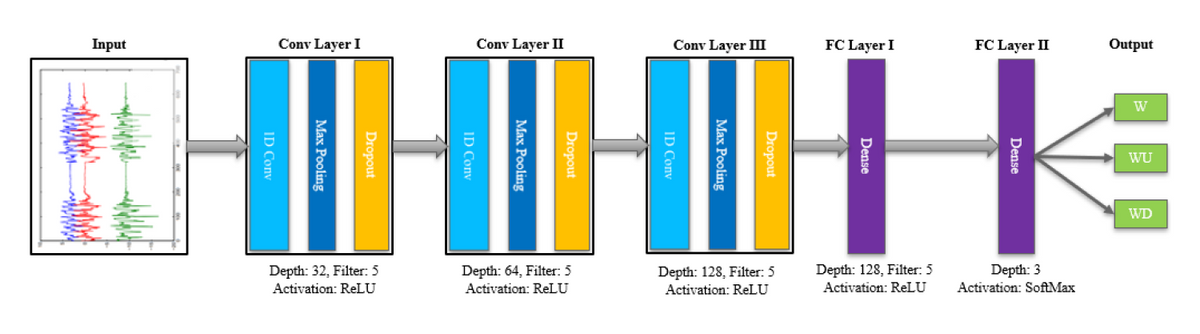 Input
Conv Layer I
Conv Layer II
Conv Layer III
FC Layer I
FC Layer II
Output
1D Conv
Max Pooling
Dropout
1D Conv
Max Pooling
Dropout
1D Conv
Max Pooling
Dropout
Dense
Dense
W
WU
WD
Depth: 32, Filter: 5
Activation: ReLU
Depth: 64, Filter: 5
Activation: ReLU
Depth: 128, Filter: 5
Activation: ReLU
Depth: 128, Filter: 5
Activation: ReLU
Depth: 3
Activation: SoftMax